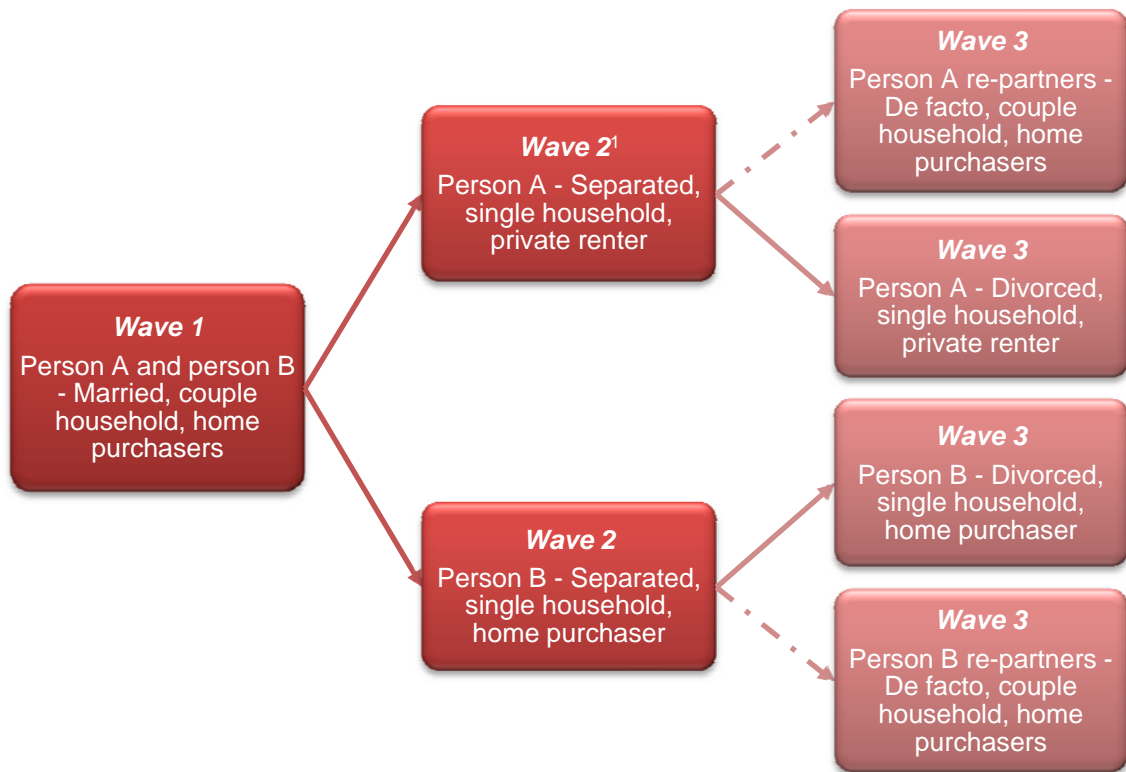 Wave 1
Person A and person B
- Married, couple
household, home
purchasers
Wave 2¹
Person A - Separated,
single household,
private renter
Wave 2
Person B - Separated,
single household,
home purchaser
Wave 3
Person A re-partners -
De facto, couple
household, home
purchasers
Wave 3
Person A - Divorced,
single household,
private renter
Wave 3
Person B - Divorced,
single household,
home purchaser
Wave 3
Person B re-partners -
De facto, couple
household, home
purchasers